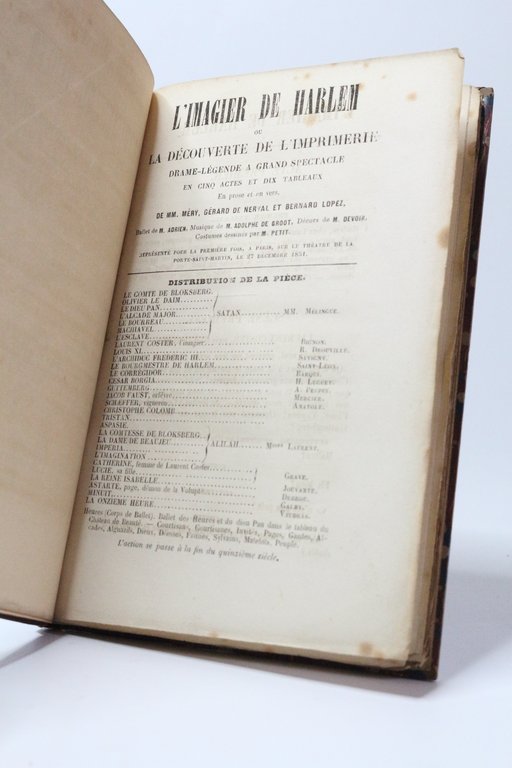 L'IMAGIER DE HARLEM
OU
LA DÉCOUVERTE DE L'IMPRIMERIE
DRAME-LÉGENDE A GRAND SPECTACLE
EN CINQ ACTES ET DIX TABLEAUX
En prose et en vers,
DE MM. MÉRY, GÉRARD DE NERVAL ET BERNARD LOPEZ,
Ballet de M. ADRIEN. Musique de M. ADOLPHE DE GROOT. Décors de M. DEVOIR.
Costumes dessinés par M. PETIT.
REPRÉSENTÉ POUR LA PREMIÈRE FOIS, A PARIS, SUR LE THÉATRE DE LA
PORTE-SAINT-MARTIN, LE 27 DÉCEMBRE 1851.
DISTRIBUTION DE LA PIÈCE.
LE COMTE DE BLOKSBERG
OLIVIER LE DAIM
LE DIEU PAN
L'ALCADE MAJOR
SATAN MM. MÉLINGUE.
LE BOURREAU
MACHIAVEL
L'ESCLAVE
LAURENT COSTER, l'imagier BIGNON.
LOUIS XI
L'ARCHIDUC FRÉDÉRIC III
LE BOURGMESTRE DE HARLEM SAINT-LÉON.
LE CORRÉGIDOR
CÉSAR BORGIA
GUTTEMBERG
JACOB FAUST, orfèvre MERCIER.
SCHŒFFER, vigneron ANATOLE.
CHRISTOPHE COLOMB
TRISTAN
ASPASIE
LA COMTESSE DE BLOKSBERG
LA DAME DE BEAUJEU
ALILAH Mmes LAURENT.
IMPÉRIA
L'IMAGINATION
CATHERINE, femme de Laurent Coster
LUCIE, sa fille GRAVE.
LA REINE ISABELLE
ASTARTÉ, page, démon de la Volupté JOUVANTE.
MINUIT
LA ONZIÈME HEURE
Heures (Corps de Ballet). Ballet des Heures et du dieu Pan dans le tableau du
Château de Beauté. — Courtisans, Courtisanes, Invités, Pages, Gardes, Al-
cades, Alguazils, Dieux, Déesses, Faunes, Sylvains, Matelots, Peuple.
L'action se passe à la fin du quinzième siècle.